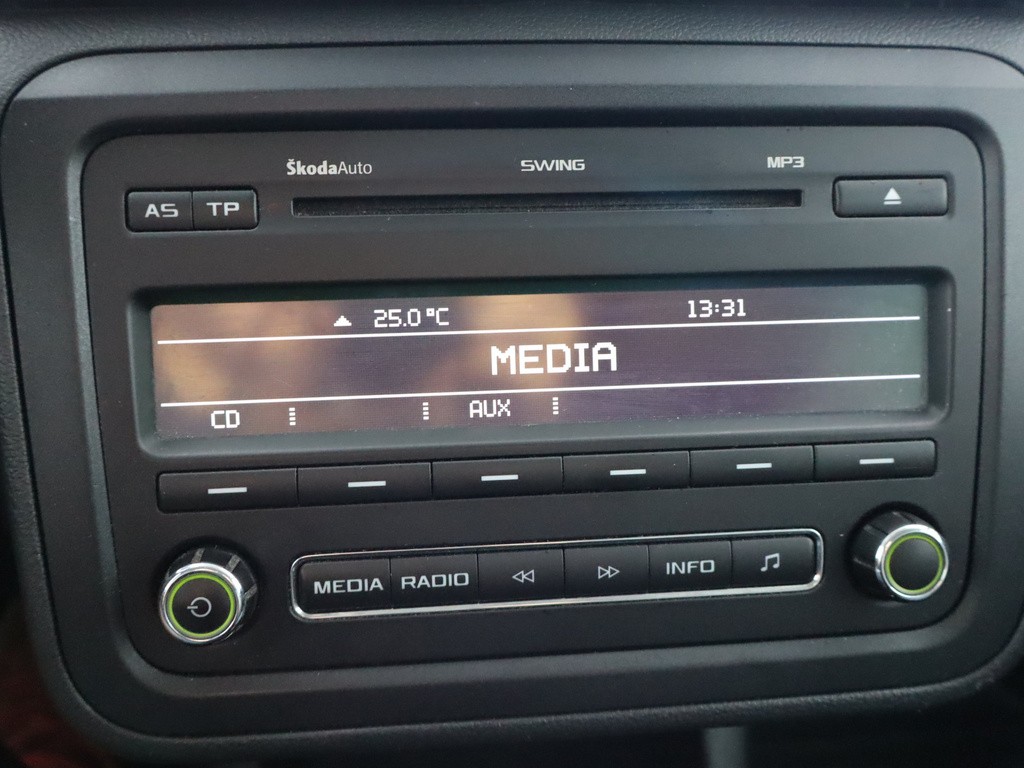 ŠkodaAuto SWING MP3
AS TP
25.0°C 13:31
MEDIA
CD AUX
MEDIA RADIO INFO